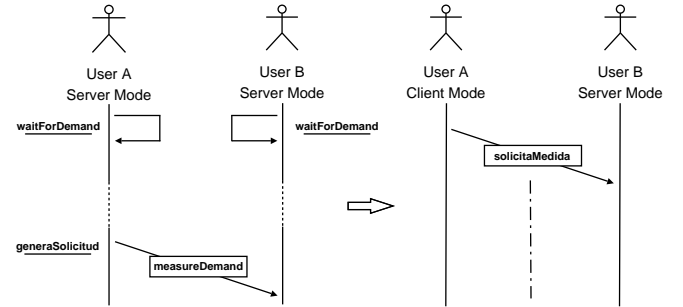 User A
Server Mode
User B
Server Mode
User A
Client Mode
User B
Server Mode
waitForDemand
waitForDemand
solicitaMedida
generaSolicitud
measureDemand